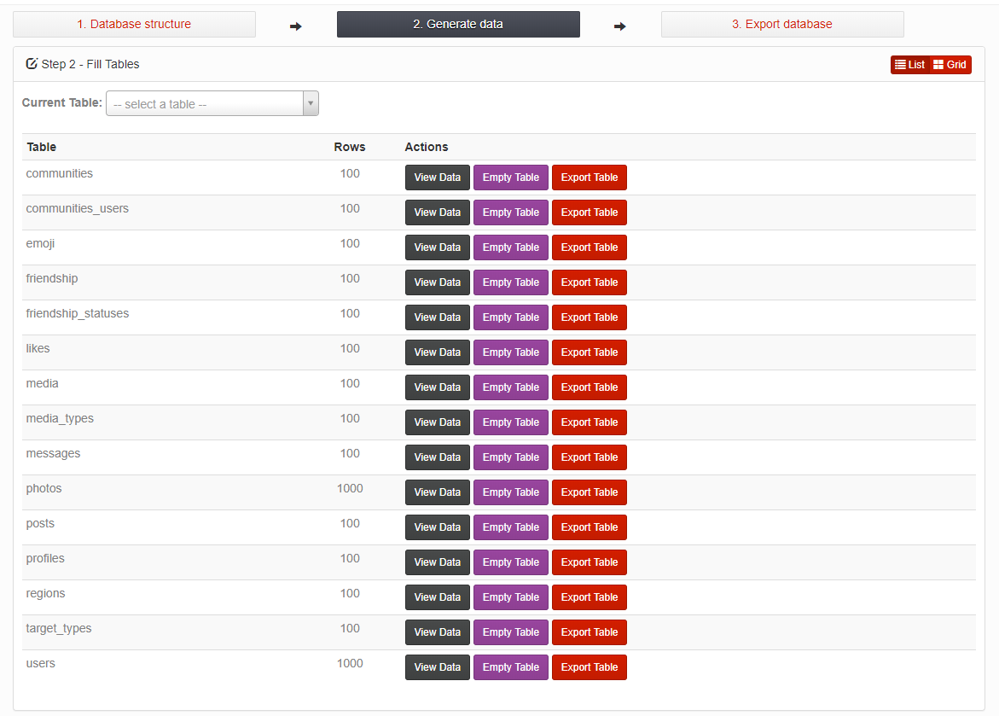 1. Database structure 2. Generate data 3. Export database
Step 2 - Fill Tables List Grid
Current Table: -- select a table --
Table Rows Actions
communities 100 View Data Empty Table Export Table
communities_users 100 View Data Empty Table Export Table
emoji 100 View Data Empty Table Export Table
friendship 100 View Data Empty Table Export Table
friendship_statuses 100 View Data Empty Table Export Table
likes 100 View Data Empty Table Export Table
media 100 View Data Empty Table Export Table
media_types 100 View Data Empty Table Export Table
messages 100 View Data Empty Table Export Table
photos 1000 View Data Empty Table Export Table
posts 100 View Data Empty Table Export Table
profiles 100 View Data Empty Table Export Table
regions 100 View Data Empty Table Export Table
target_types 100 View Data Empty Table Export Table
users 1000 View Data Empty Table Export Table